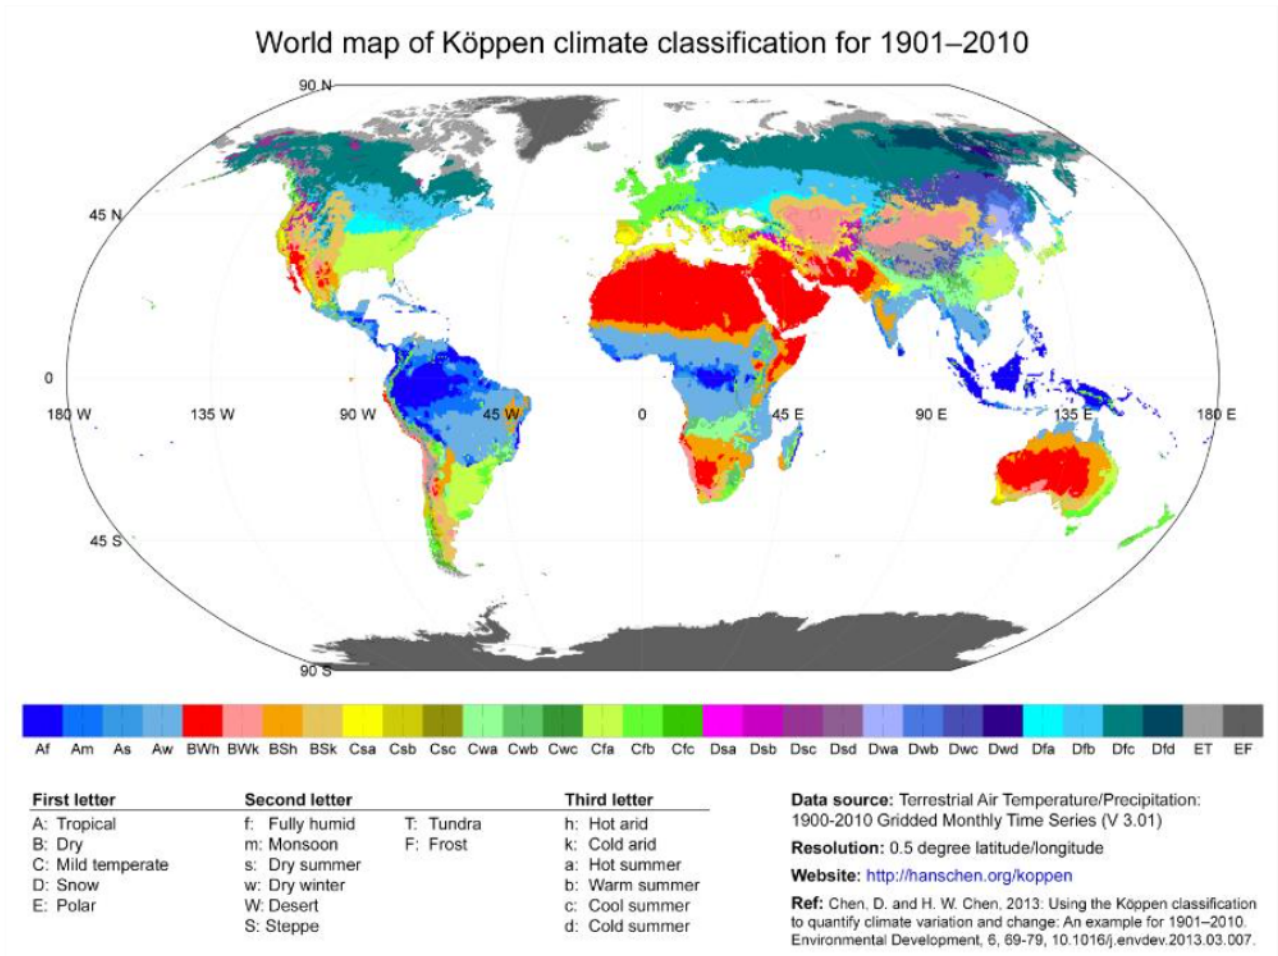 World map of Köppen climate classification for 1901–2010
90 N
45 N
0
180 W 135 W 90 W 45 W 0 45 E 90 E 135 E 180 E
45 S
90 S
Af Am As Aw BWh BWk BSh BSk Csa Csb Csc Cwa Cwb Cwc Cfa Cfb Cfc Dsa Dsb Dsc Dsd Dwa Dwb Dwc Dwd Dfa Dfb Dfc Dfd ET EF
First letter
A: Tropical
B: Dry
C: Mild temperate
D: Snow
E: Polar
Second letter
f: Fully humid
m: Monsoon
s: Dry summer
w: Dry winter
W: Desert
S: Steppe
T: Tundra
F: Frost
Third letter
h: Hot arid
k: Cold arid
a: Hot summer
b: Warm summer
c: Cool summer
d: Cold summer
Data source: Terrestrial Air Temperature/Precipitation:
1900-2010 Gridded Monthly Time Series (V 3.01)
Resolution: 0.5 degree latitude/longitude
Website: http://hanschen.org/koppen
Ref: Chen, D. and H. W. Chen, 2013: Using the Köppen classification
to quantify climate variation and change: An example for 1901–2010.
Environmental Development, 6, 69-79, 10.1016/j.envdev.2013.03.007.